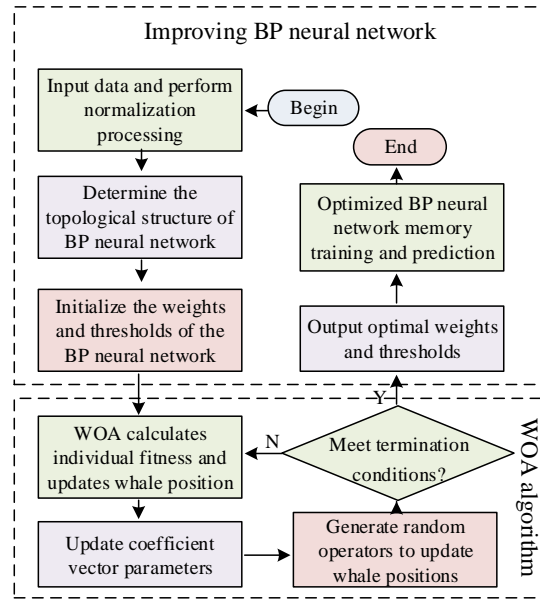 Improving BP neural network
Input data and perform
normalization
processing
Begin
End
Determine the
topological structure of
BP neural network
Optimized BP neural
network memory
training and prediction
Initialize the weights
and thresholds of the
BP neural network
Output optimal weights
and thresholds
Y
WOA calculates
individual fitness and
updates whale position
N
Meet termination
conditions?
Update coefficient
vector parameters
Generate random
operators to update
whale positions
WOA algorithm